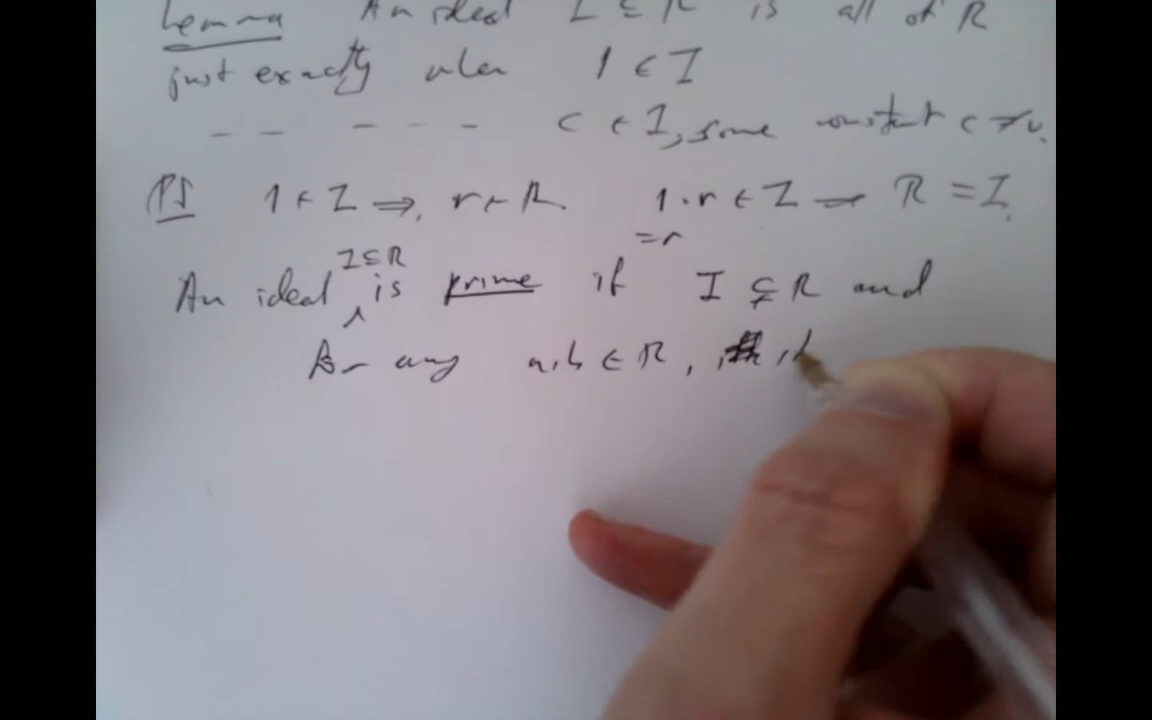 Lemma An ideal I ⊆ R is all of R
just exactly when 1 ∈ I
-- -- - - - - c ∈ I, some constant c ≠ 0.
Pf 1 ∈ I ⇒, r ∈ R. 1·r ∈ I → R = I.
=r
I⊆R
An ideal is prime if I ⊊ R and
for any a,b ∈ R, if